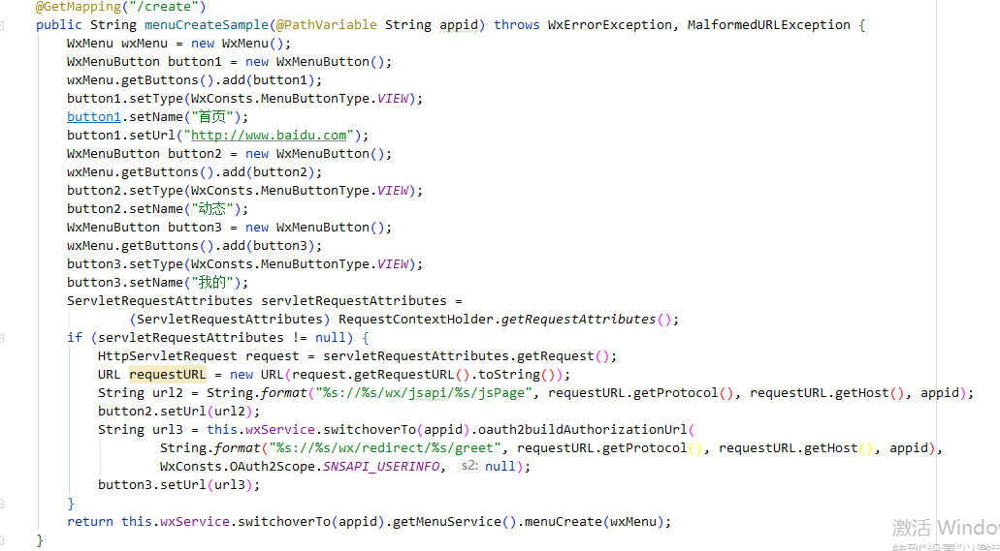 @GetMapping("/create")
public String menuCreateSample(@PathVariable String appid) throws WxErrorException, MalformedURLException {
    WxMenu wxMenu = new WxMenu();
    WxMenuButton button1 = new WxMenuButton();
    wxMenu.getButtons().add(button1);
    button1.setType(WxConsts.MenuButtonType.VIEW);
    button1.setName("首页");
    button1.setUrl("http://www.baidu.com");
    WxMenuButton button2 = new WxMenuButton();
    wxMenu.getButtons().add(button2);
    button2.setType(WxConsts.MenuButtonType.VIEW);
    button2.setName("动态");
    WxMenuButton button3 = new WxMenuButton();
    wxMenu.getButtons().add(button3);
    button3.setType(WxConsts.MenuButtonType.VIEW);
    button3.setName("我的");
    ServletRequestAttributes servletRequestAttributes =
            (ServletRequestAttributes) RequestContextHolder.getRequestAttributes();
    if (servletRequestAttributes != null) {
        HttpServletRequest request = servletRequestAttributes.getRequest();
        URL requestURL = new URL(request.getRequestURL().toString());
        String url2 = String.format("%s://%s/wx/jsapi/%s/jsPage", requestURL.getProtocol(), requestURL.getHost(), appid);
        button2.setUrl(url2);
        String url3 = this.wxService.switchoverTo(appid).oauth2buildAuthorizationUrl(
                String.format("%s://%s/wx/redirect/%s/greet", requestURL.getProtocol(), requestURL.getHost(), appid),
                WxConsts.OAuth2Scope.SNSAPI_USERINFO, s2: null);
        button3.setUrl(url3);
    }
    return this.wxService.switchoverTo(appid).getMenuService().menuCreate(wxMenu);
}
激活 Windo
转到"设置"以激